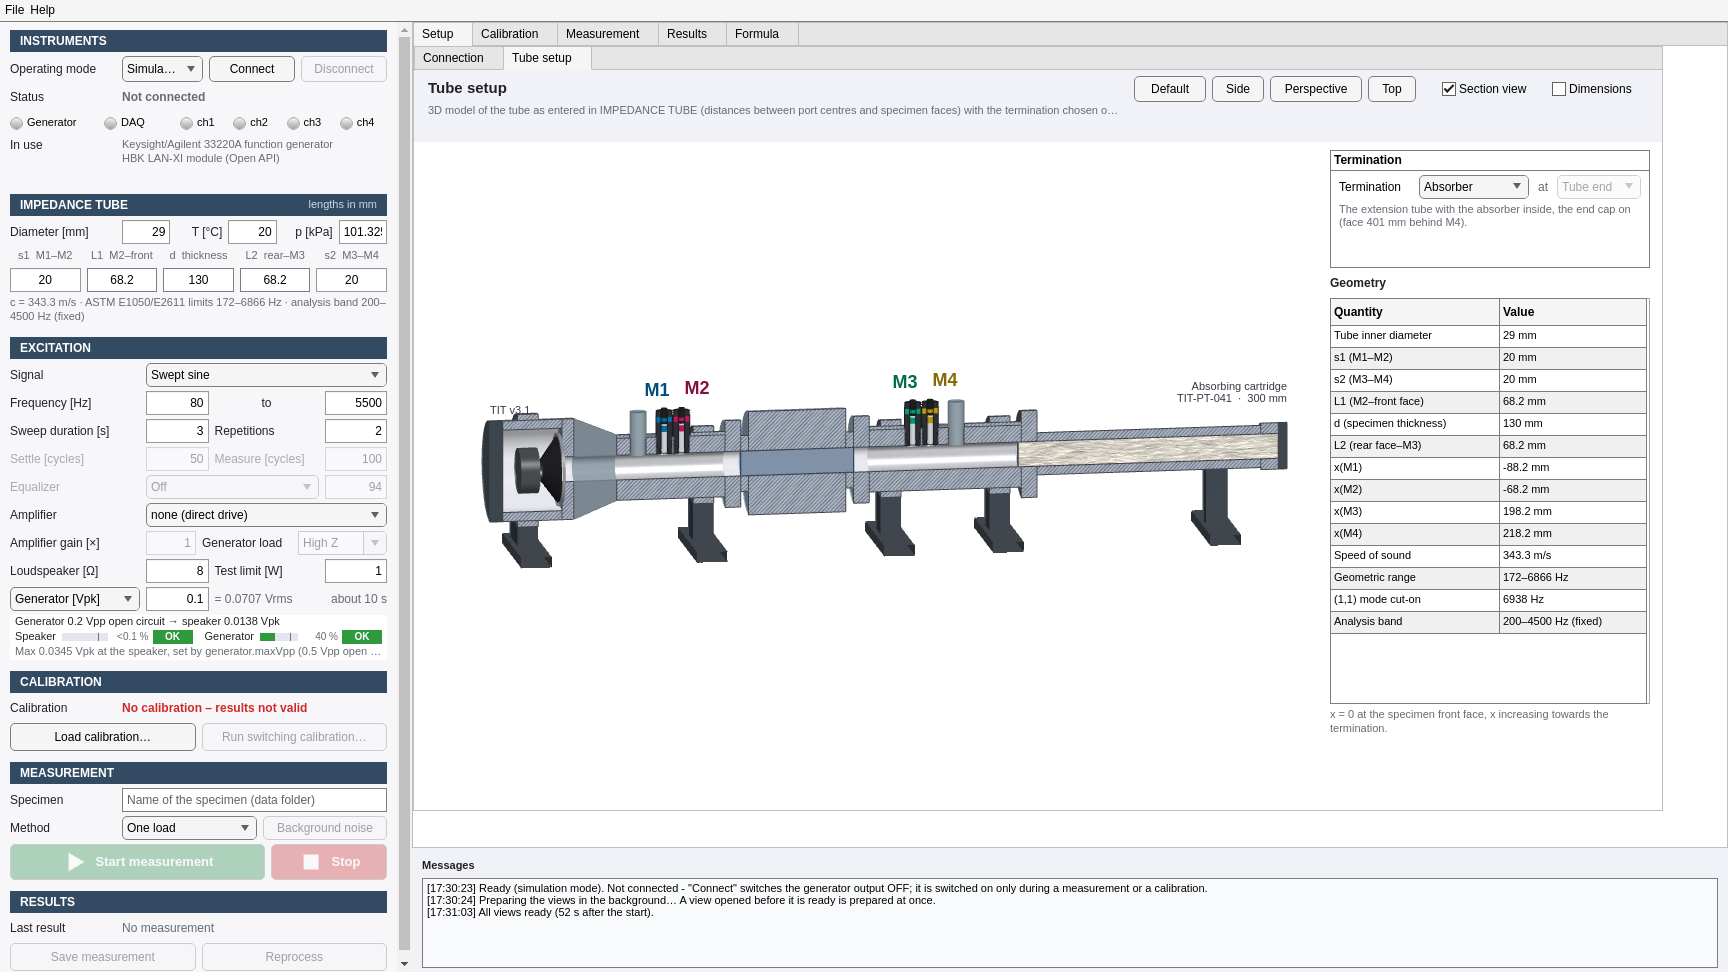 File Help
INSTRUMENTS
Operating mode Simula… Connect Disconnect
Status Not connected
Generator DAQ ch1 ch2 ch3 ch4
In use Keysight/Agilent 33220A function generator
HBK LAN-XI module (Open API)
IMPEDANCE TUBE lengths in mm
Diameter [mm] 29 T [°C] 20 p [kPa] 101.325
s1 M1–M2 L1 M2–front d thickness L2 rear–M3 s2 M3–M4
20 68.2 130 68.2 20
c = 343.3 m/s · ASTM E1050/E2611 limits 172–6866 Hz · analysis band 200–
4500 Hz (fixed)
EXCITATION
Signal Swept sine
Frequency [Hz] 80 to 5500
Sweep duration [s] 3 Repetitions 2
Settle [cycles] 50 Measure [cycles] 100
Equalizer Off 94
Amplifier none (direct drive)
Amplifier gain [×] 1 Generator load High Z
Loudspeaker [Ω] 8 Test limit [W] 1
Generator [Vpk] 0.1 = 0.0707 Vrms about 10 s
Generator 0.2 Vpp open circuit → speaker 0.0138 Vpk
Speaker <0.1 % OK Generator 40 % OK
Max 0.0345 Vpk at the speaker, set by generator.maxVpp (0.5 Vpp open …
CALIBRATION
Calibration No calibration – results not valid
Load calibration… Run switching calibration…
MEASUREMENT
Specimen Name of the specimen (data folder)
Method One load Background noise
Start measurement Stop
RESULTS
Last result No measurement
Save measurement Reprocess
Setup Calibration Measurement Results Formula
Connection Tube setup
Tube setup Default Side Perspective Top Section view Dimensions
3D model of the tube as entered in IMPEDANCE TUBE (distances between port centres and specimen faces) with the termination chosen o…
TIT v3.1
M1 M2 M3 M4
Absorbing cartridge
TIT-PT-041 · 300 mm
Termination
Termination Absorber at Tube end
The extension tube with the absorber inside, the end cap on
(face 401 mm behind M4).
Geometry
Quantity Value
Tube inner diameter 29 mm
s1 (M1–M2) 20 mm
s2 (M3–M4) 20 mm
L1 (M2–front face) 68.2 mm
d (specimen thickness) 130 mm
L2 (rear face–M3) 68.2 mm
x(M1) -88.2 mm
x(M2) -68.2 mm
x(M3) 198.2 mm
x(M4) 218.2 mm
Speed of sound 343.3 m/s
Geometric range 172–6866 Hz
(1,1) mode cut-on 6938 Hz
Analysis band 200–4500 Hz (fixed)
x = 0 at the specimen front face, x increasing towards the
termination.
Messages
[17:30:23] Ready (simulation mode). Not connected - "Connect" switches the generator output OFF; it is switched on only during a measurement or a calibration.
[17:30:24] Preparing the views in the background… A view opened before it is ready is prepared at once.
[17:31:03] All views ready (52 s after the start).